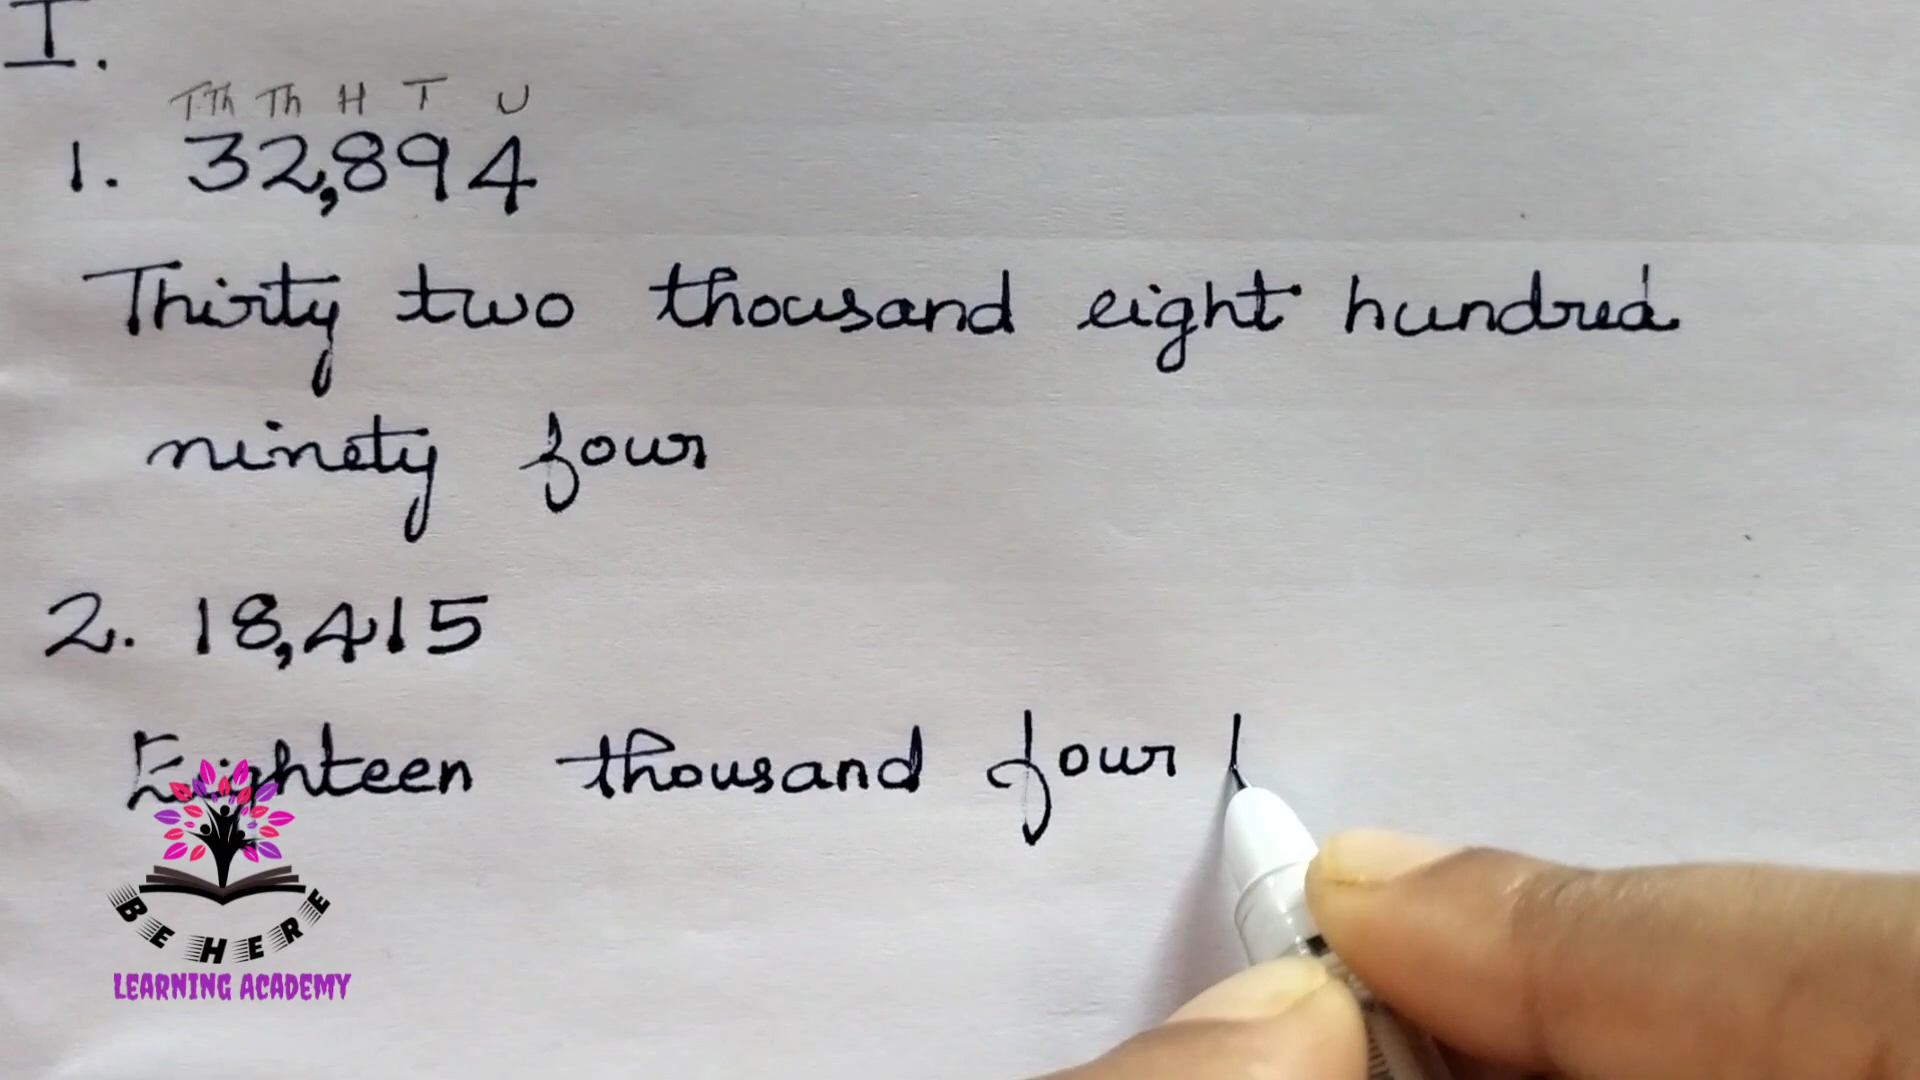 I.
T.Th Th H T U
1. 32,894
Thirty two thousand eight hundred
ninety four
2. 18,415
Eighteen thousand four
BE HERE
LEARNING ACADEMY